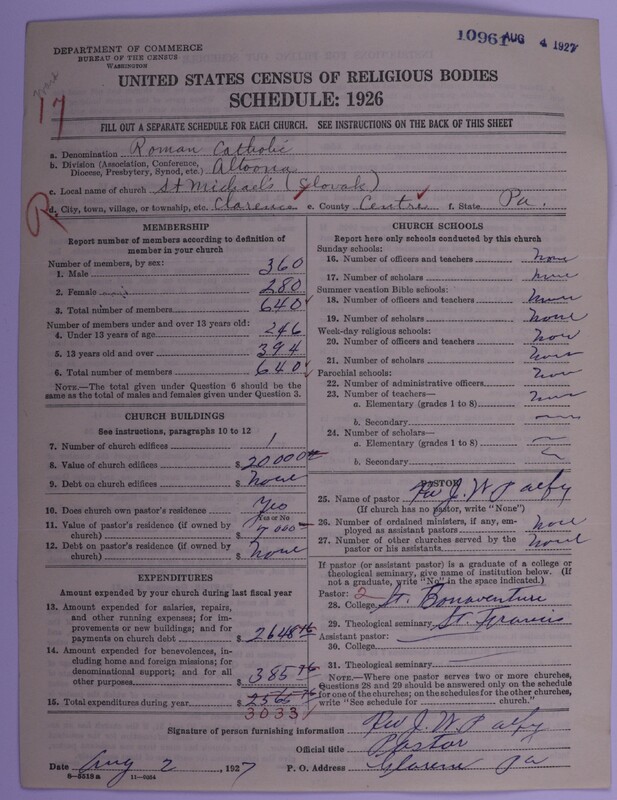 10961 AUG 4 1927
DEPARTMENT OF COMMERCE
BUREAU OF THE CENSUS
WASHINGTON
17
UNITED STATES CENSUS OF RELIGIOUS BODIES
SCHEDULE: 1926
FILL OUT A SEPARATE SCHEDULE FOR EACH CHURCH. SEE INSTRUCTIONS ON THE BACK OF THIS SHEET
a. Denomination Roman Catholic
b. Division (Association, Conference, Diocese, Presbytery, Synod, etc.) Altoona
c. Local name of church St Michael's (Slovak)
R
d. City, town, village, or township, etc. Clarence e. County Centre f. State Pa.
MEMBERSHIP
Report number of members according to definition of
member in your church
Number of members, by sex:
1. Male 360
2. Female 280
3. Total number of members 640
Number of members under and over 13 years old:
4. Under 13 years of age 246
5. 13 years old and over 394
6. Total number of members 640
NOTE.—The total given under Question 6 should be the
same as the total of males and females given under Question 3.
CHURCH BUILDINGS
See instructions, paragraphs 10 to 12
7. Number of church edifices 1
8. Value of church edifices $ 20000
9. Debt on church edifices $ None
10. Does church own pastor's residence Yes
Yes or No
11. Value of pastor's residence (if owned by
church) $ 7000
12. Debt on pastor's residence (if owned by
church) $ None
EXPENDITURES
Amount expended by your church during last fiscal year
13. Amount expended for salaries, repairs,
and other running expenses; for im-
provements or new buildings; and for
payments on church debt $ 2648
14. Amount expended for benevolences,
including home and foreign missions; for
denominational support; and for all
other purposes $ 385
15. Total expenditures during year $
3033
CHURCH SCHOOLS
Report here only schools conducted by this church
Sunday schools:
16. Number of officers and teachers none
17. Number of scholars none
Summer vacation Bible schools:
18. Number of officers and teachers none
19. Number of scholars none
Week-day religious schools:
20. Number of officers and teachers none
21. Number of scholars none
Parochial schools:
22. Number of administrative officers none
23. Number of teachers—
a. Elementary (grades 1 to 8) none
b. Secondary
24. Number of scholars—
a. Elementary (grades 1 to 8)
b. Secondary
PASTOR
25. Name of pastor Rev J. W. Palfy
(If church has no pastor, write "None")
26. Number of ordained ministers, if any, em-
ployed as assistant pastors none
27. Number of other churches served by the
pastor or his assistants none
If pastor (or assistant pastor) is a graduate of a college or
theological seminary, give name of institution below. (If
not a graduate, write "No" in the space indicated.)
Pastor: 2
28. College St. Bonaventure
29. Theological seminary St. Francis
Assistant pastor:
30. College
31. Theological seminary
NOTE.—Where one pastor serves two or more churches,
Questions 28 and 29 should be answered only on the schedule
for one of the churches; on the schedules for the other churches,
write "See schedule for church."
Signature of person furnishing information Rev J. W. Palfy
Official title Pastor
Date Aug 2, 1927 P. O. Address Clarence Pa
6—5519a 11—9264